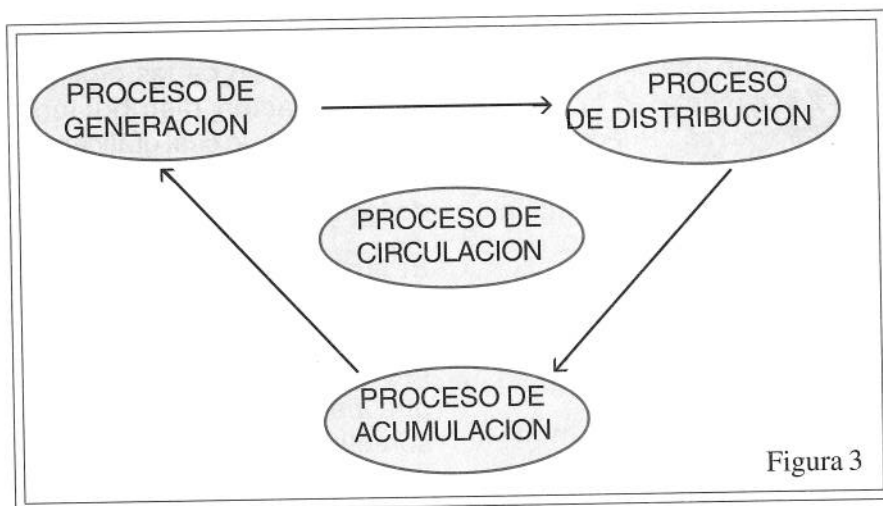 PROCESO DE
GENERACION
PROCESO
DE DISTRIBUCION
PROCESO DE
CIRCULACION
PROCESO DE
ACUMULACION
Figura 3